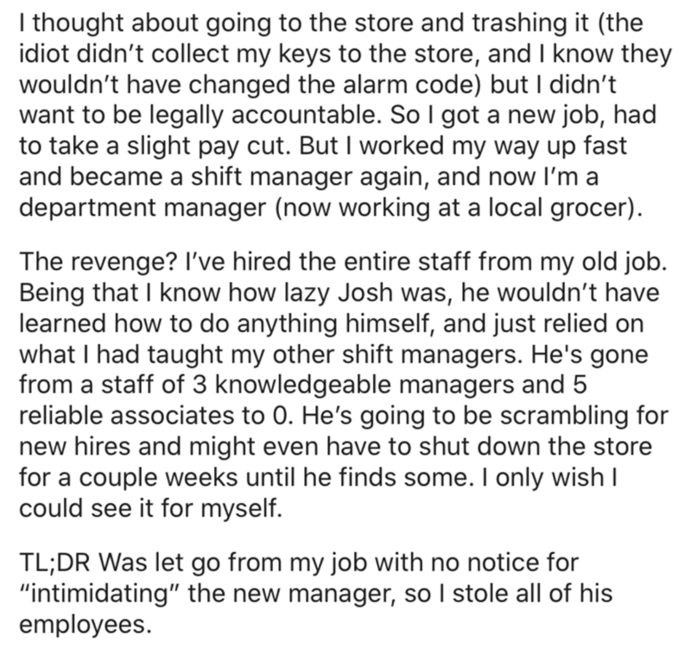 I thought about going to the store and trashing it (the
idiot didn’t collect my keys to the store, and I know they
wouldn’t have changed the alarm code) but I didn’t
want to be legally accountable. So I got a new job, had
to take a slight pay cut. But I worked my way up fast
and became a shift manager again, and now I’m a
department manager (now working at a local grocer).
The revenge? I’ve hired the entire staff from my old job.
Being that I know how lazy Josh was, he wouldn’t have
learned how to do anything himself, and just relied on
what I had taught my other shift managers. He's gone
from a staff of 3 knowledgeable managers and 5
reliable associates to 0. He’s going to be scrambling for
new hires and might even have to shut down the store
for a couple weeks until he finds some. I only wish I
could see it for myself.
TL;DR Was let go from my job with no notice for
“intimidating” the new manager, so I stole all of his
employees.